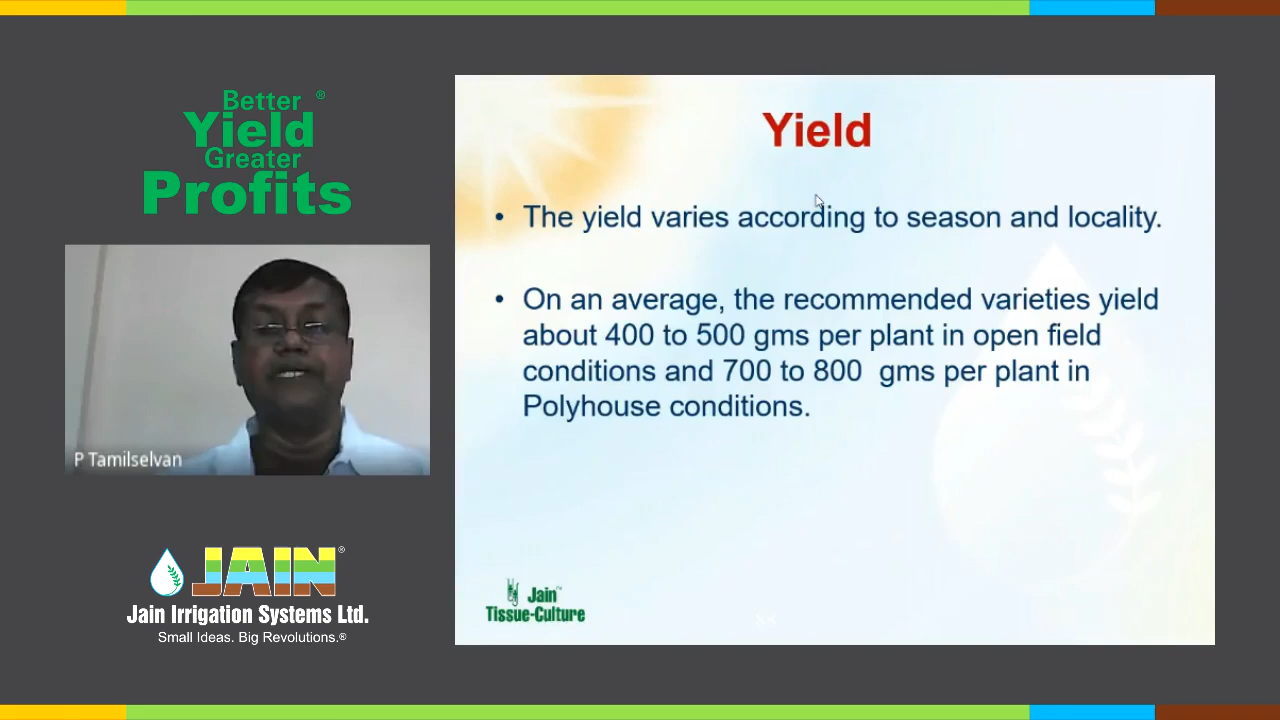 Better ®
Yield
Greater
Profits
P Tamilselvan
JAIN®
Jain Irrigation Systems Ltd.
Small Ideas. Big Revolutions.®
Yield
• The yield varies according to season and locality.
• On an average, the recommended varieties yield
about 400 to 500 gms per plant in open field
conditions and 700 to 800 gms per plant in
Polyhouse conditions.
Jain™
Tissue-Culture